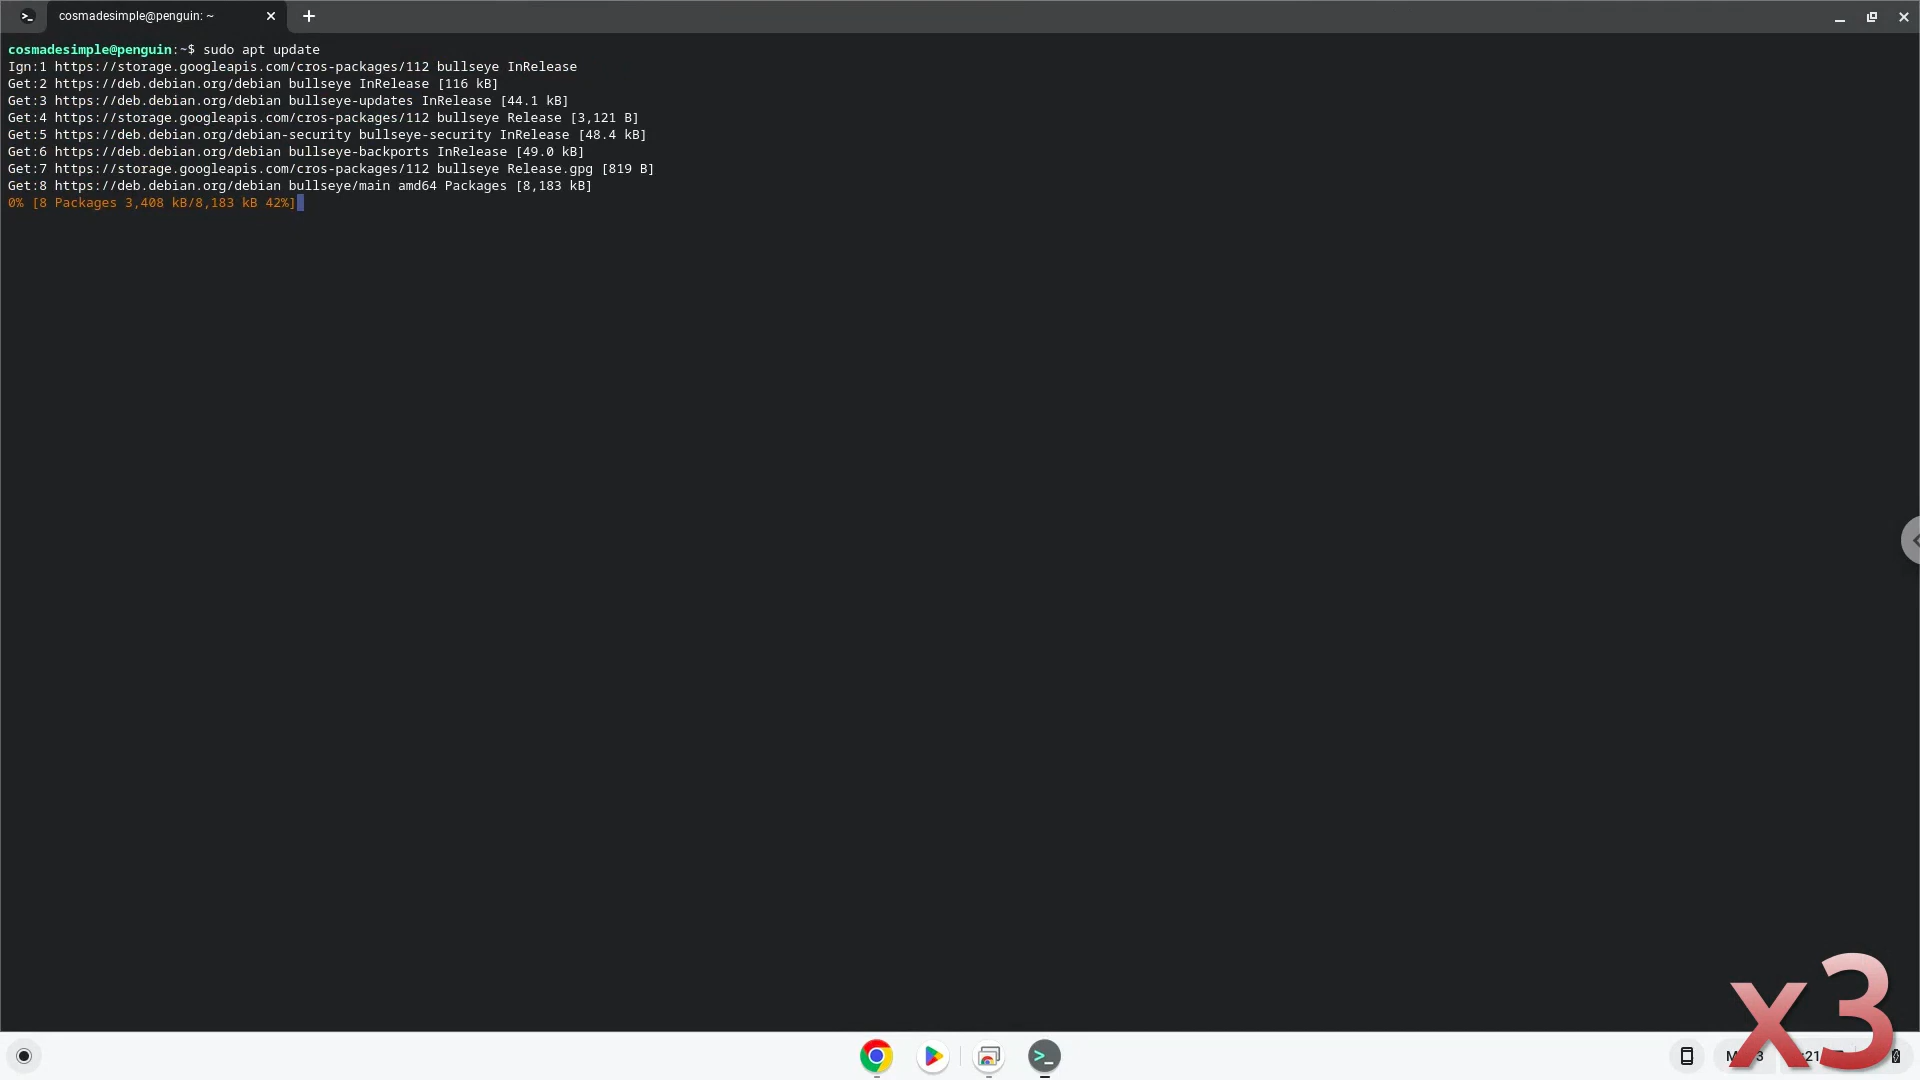 cosmadesimple@penguin: ~
cosmadesimple@penguin:~$ sudo apt update
Ign:1 https://storage.googleapis.com/cros-packages/112 bullseye InRelease
Get:2 https://deb.debian.org/debian bullseye InRelease [116 kB]
Get:3 https://deb.debian.org/debian bullseye-updates InRelease [44.1 kB]
Get:4 https://storage.googleapis.com/cros-packages/112 bullseye Release [3,121 B]
Get:5 https://deb.debian.org/debian-security bullseye-security InRelease [48.4 kB]
Get:6 https://deb.debian.org/debian bullseye-backports InRelease [49.0 kB]
Get:7 https://storage.googleapis.com/cros-packages/112 bullseye Release.gpg [819 B]
Get:8 https://deb.debian.org/debian bullseye/main amd64 Packages [8,183 kB]
0% [8 Packages 3,408 kB/8,183 kB 42%]
x3